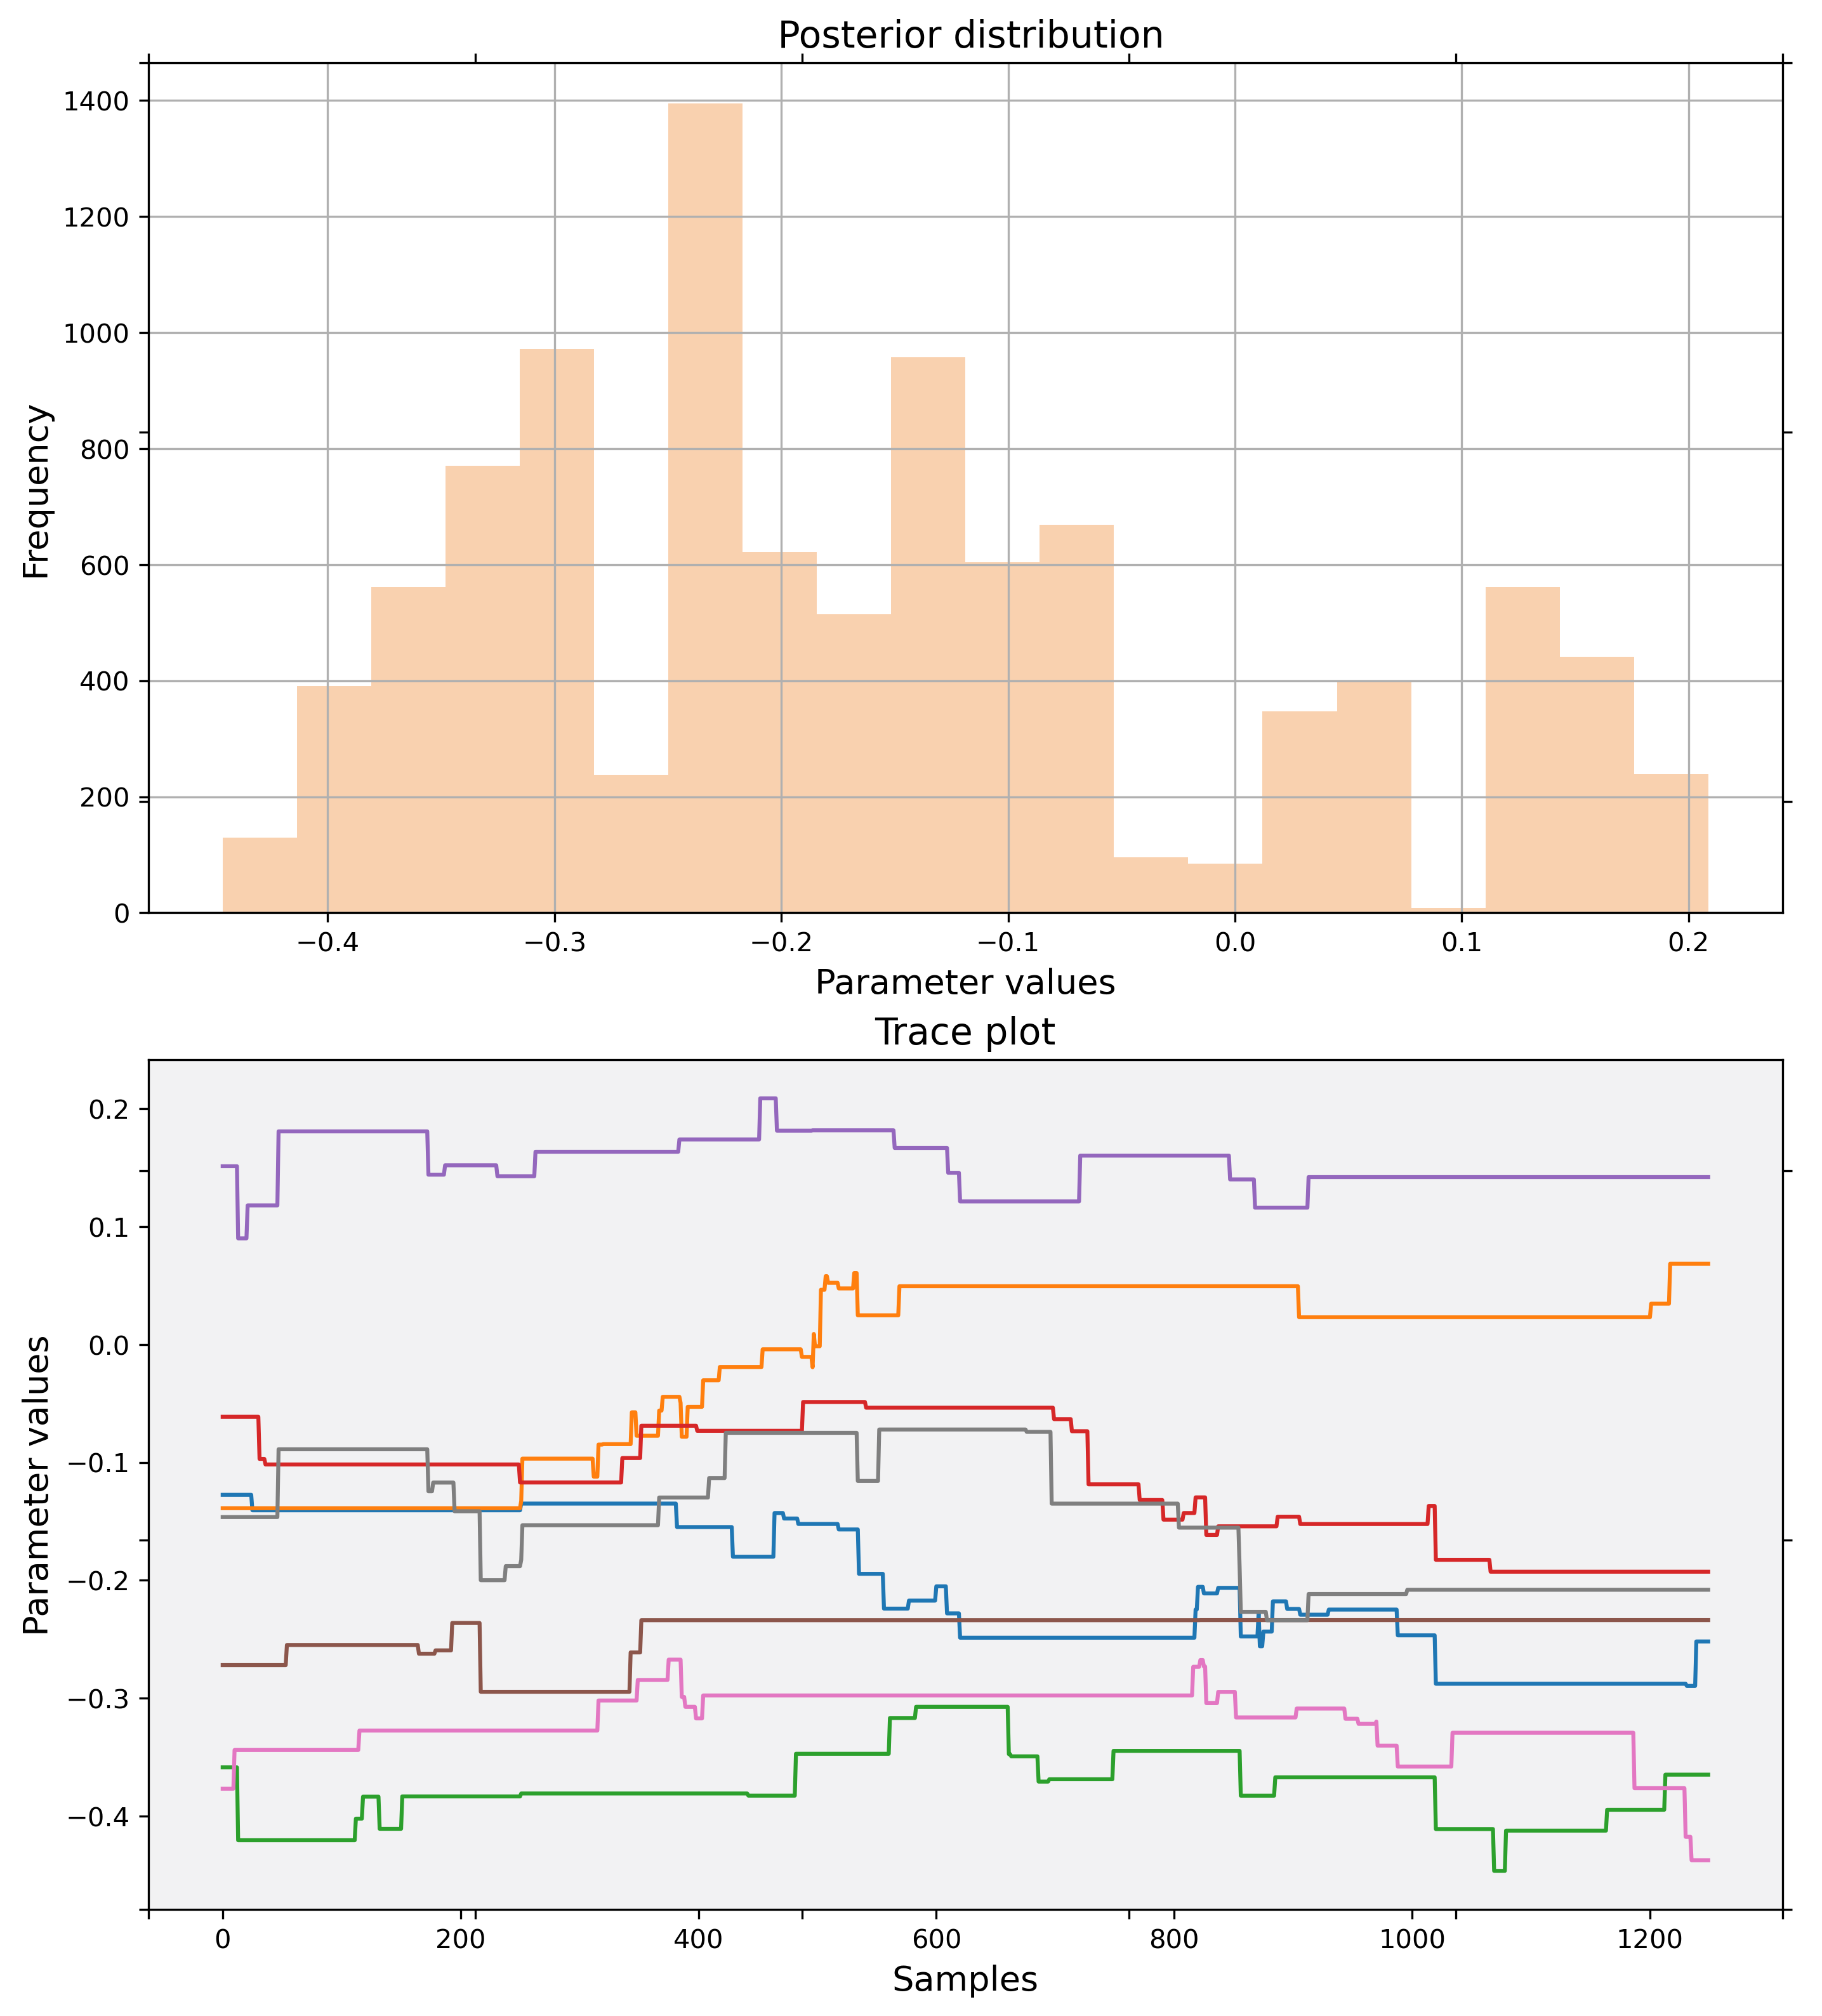 Posterior distribution
1400
1200
1000
800
600
400
200
0
Frequency
−0.4 −0.3 −0.2 −0.1 0.0 0.1 0.2
Parameter values
Trace plot
0.2
0.1
0.0
−0.1
−0.2
−0.3
−0.4
Parameter values
0 200 400 600 800 1000 1200
Samples